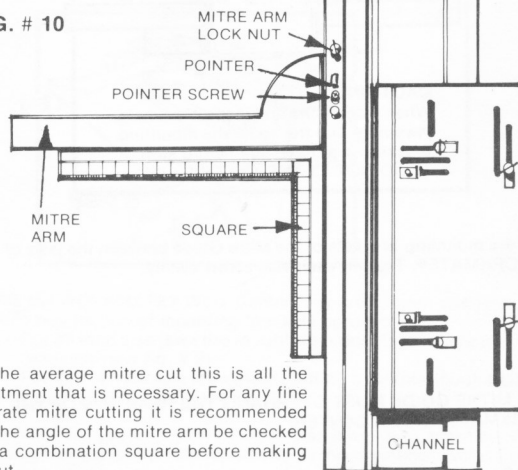 G. # 10
MITRE ARM
LOCK NUT
POINTER
POINTER SCREW
MITRE
ARM
SQUARE
he average mitre cut this is all the
tment that is necessary. For any fine
rate mitre cutting it is recommended
he angle of the mitre arm be checked
a combination square before making
ut.
CHANNEL